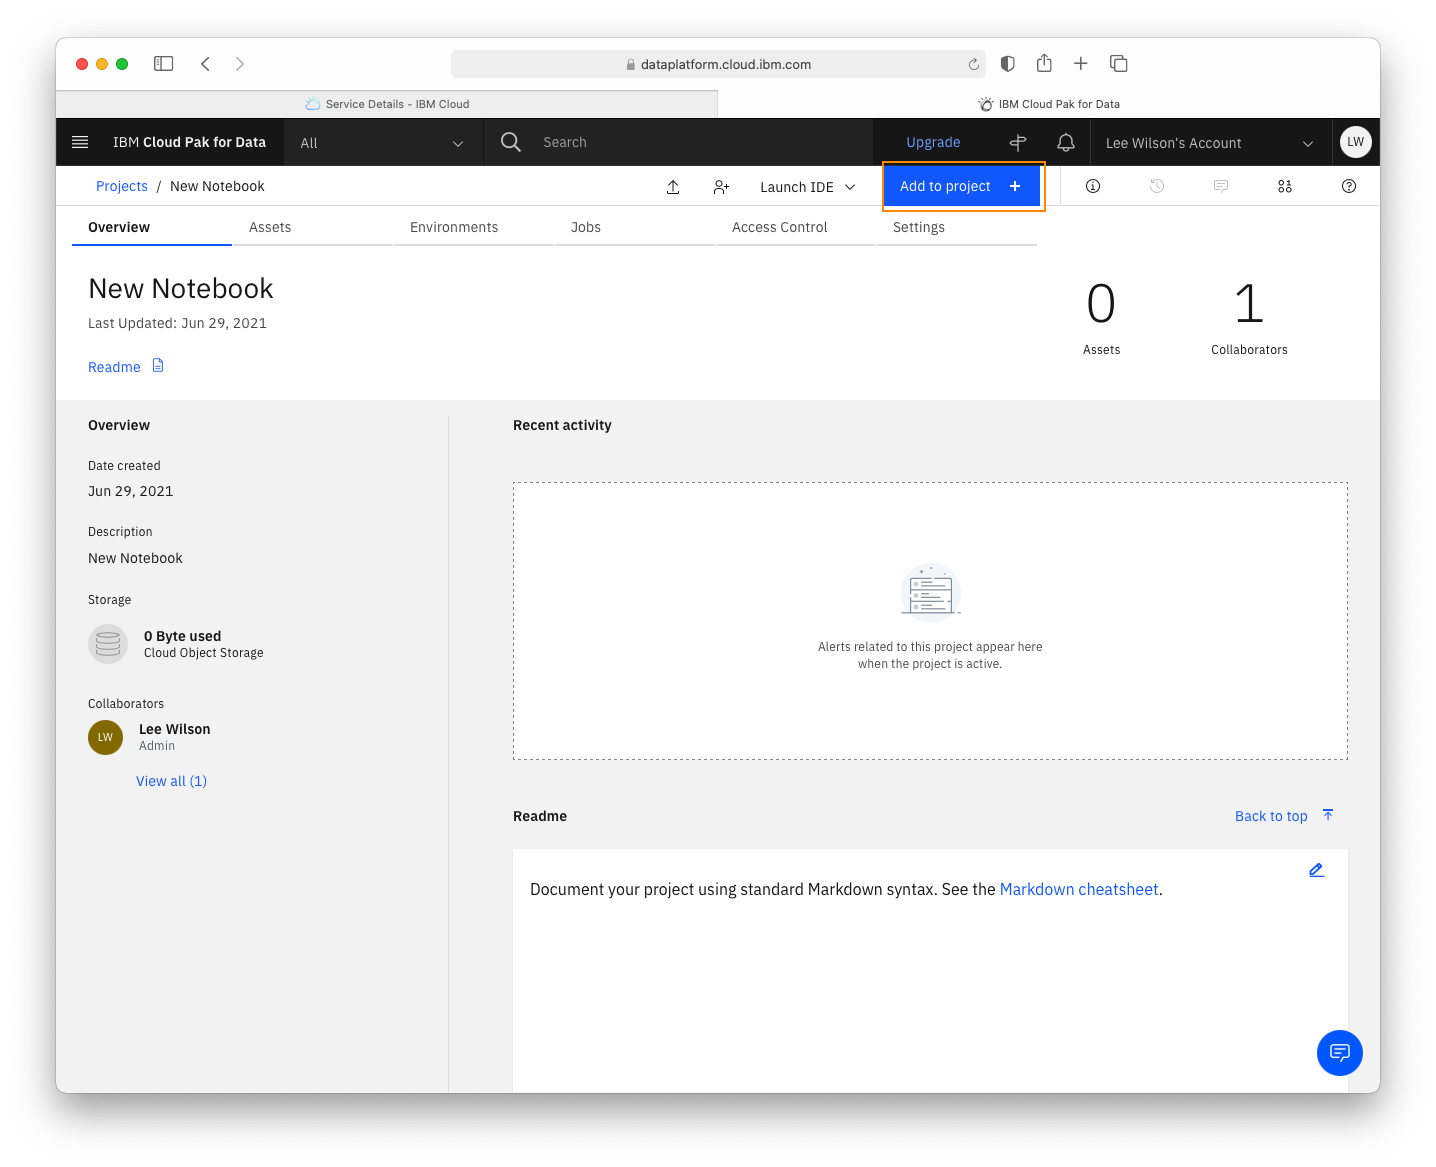 dataplatform.cloud.ibm.com
Service Details - IBM Cloud
IBM Cloud Pak for Data
IBM Cloud Pak for Data
All
Search
Upgrade
Lee Wilson's Account
LW
Projects / New Notebook
Launch IDE
Add to project +
Overview
Assets
Environments
Jobs
Access Control
Settings
New Notebook
Last Updated: Jun 29, 2021
Readme
0
Assets
1
Collaborators
Overview
Date created
Jun 29, 2021
Description
New Notebook
Storage
0 Byte used
Cloud Object Storage
Collaborators
LW
Lee Wilson
Admin
View all (1)
Recent activity
Alerts related to this project appear here
when the project is active.
Readme
Back to top
Document your project using standard Markdown syntax. See the Markdown cheatsheet.